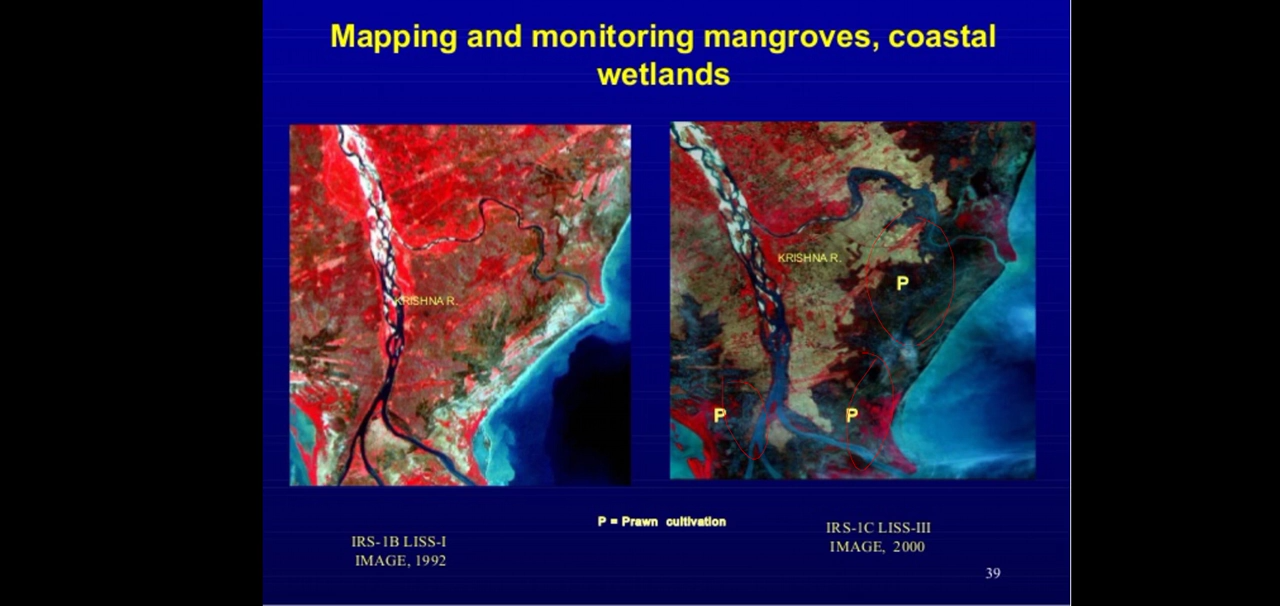 Mapping and monitoring mangroves, coastal
wetlands
KRISHNA R.
KRISHNA R.
P
P
P
P = Prawn cultivation
IRS-1B LISS-I
IMAGE, 1992
IRS-1C LISS-III
IMAGE, 2000
39